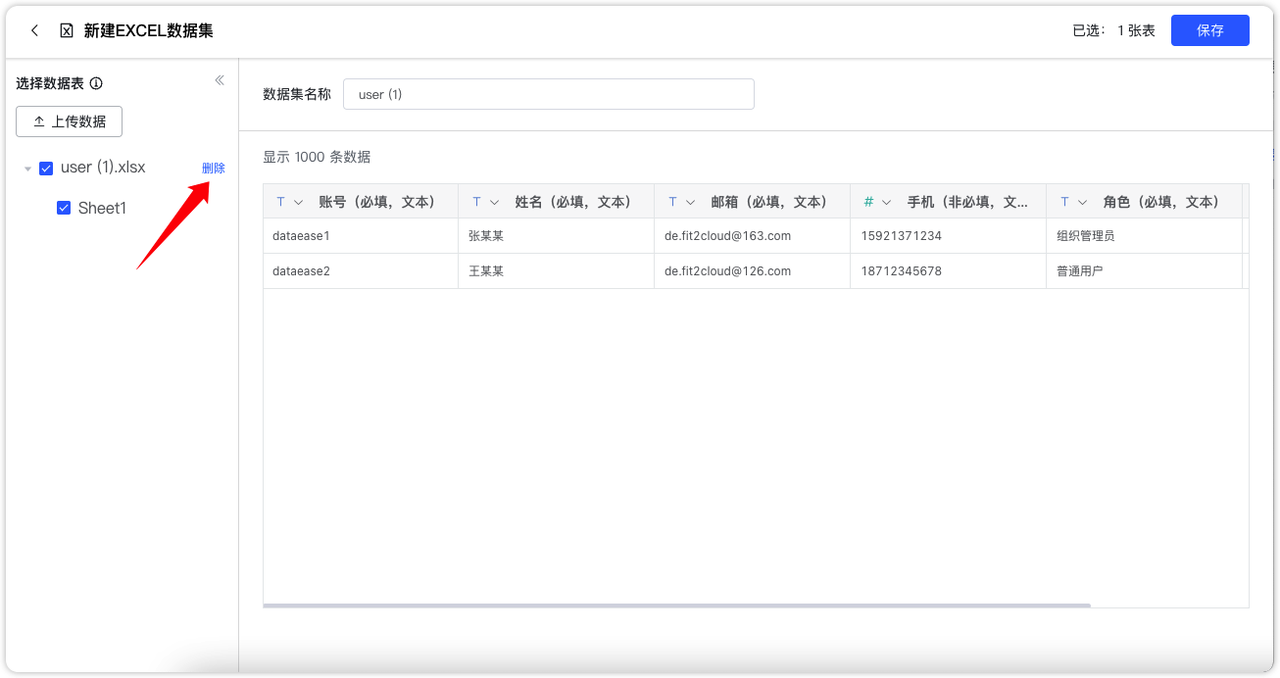 新建EXCEL数据集
已选： 1 张表
保存
选择数据表
上传数据
user (1).xlsx
删除
Sheet1
数据集名称
user (1)
显示 1000 条数据
T 账号（必填，文本） T 姓名（必填，文本） T 邮箱（必填，文本） # 手机（非必填，文... T 角色（必填，文本）
dataease1 张某某 de.fit2cloud@163.com 15921371234 组织管理员
dataease2 王某某 de.fit2cloud@126.com 18712345678 普通用户